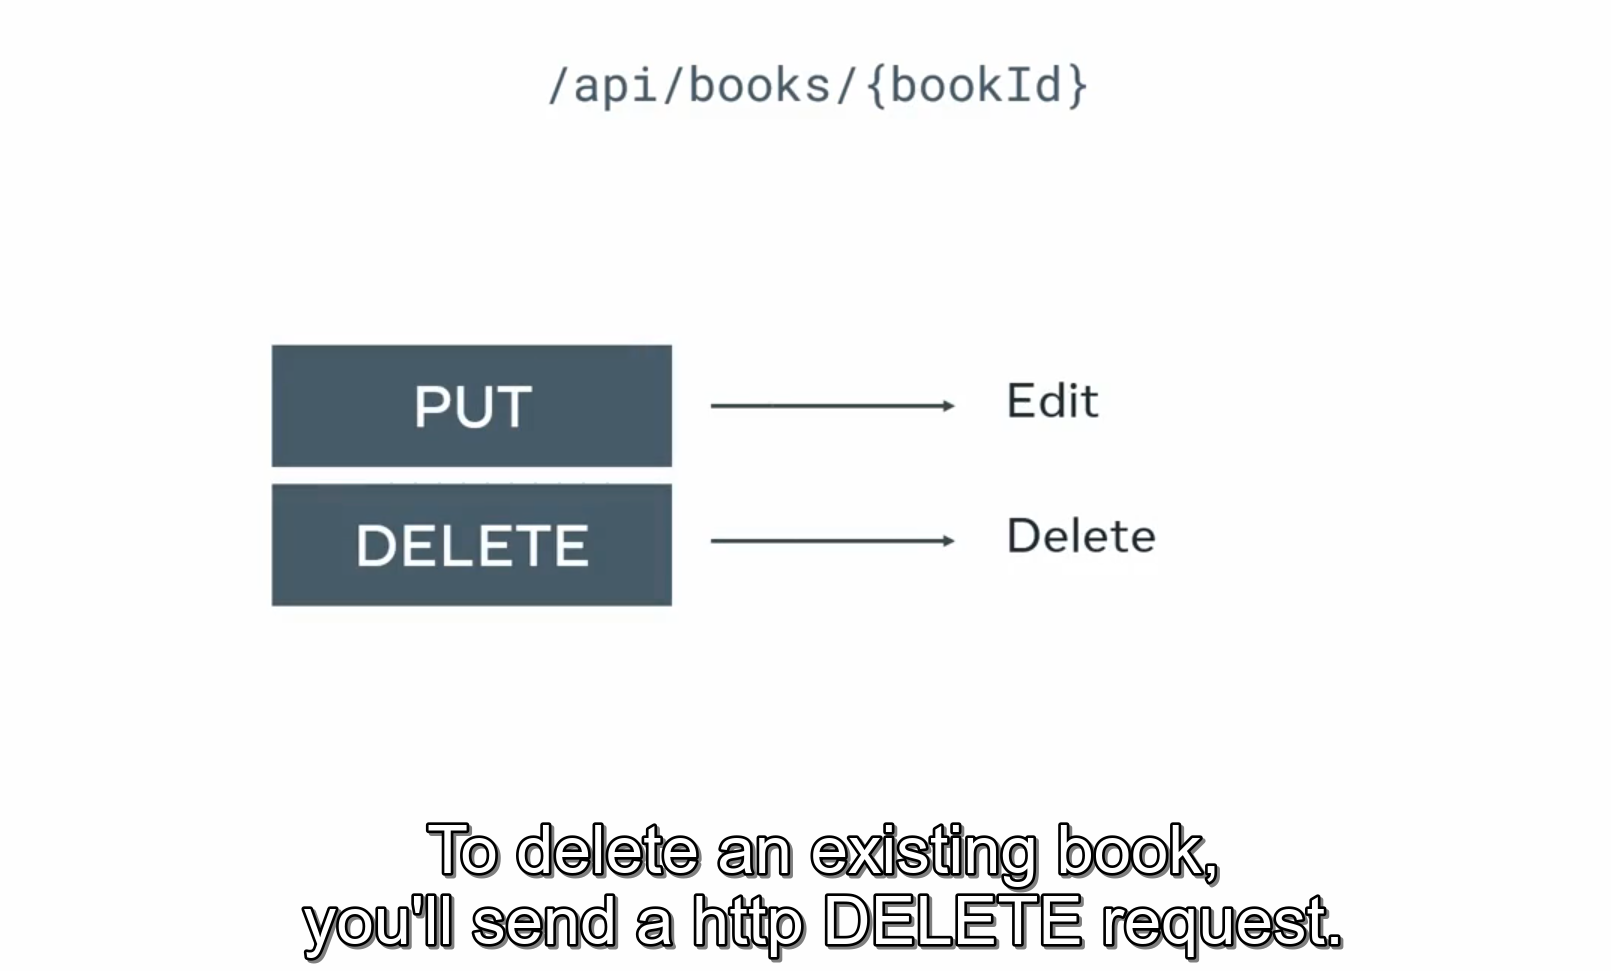 /api/books/{bookId}
PUT
Edit
DELETE
Delete
To delete an existing book,
you'll send a http DELETE request.